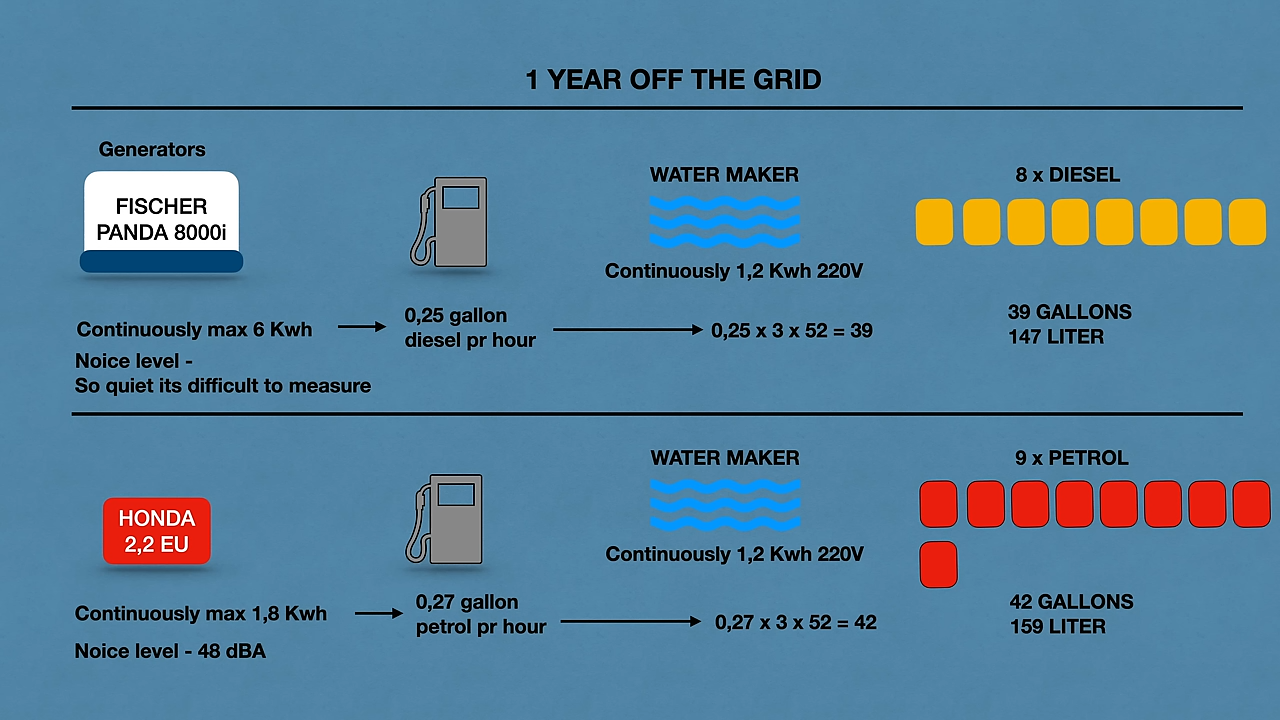 1 YEAR OFF THE GRID
Generators
FISCHER
PANDA 8000i
Continuously max 6 Kwh
Noice level -
So quiet its difficult to measure
0,25 gallon
diesel pr hour
WATER MAKER
Continuously 1,2 Kwh 220V
0,25 x 3 x 52 = 39
8 x DIESEL
39 GALLONS
147 LITER
HONDA
2,2 EU
Continuously max 1,8 Kwh
Noice level - 48 dBA
0,27 gallon
petrol pr hour
WATER MAKER
Continuously 1,2 Kwh 220V
0,27 x 3 x 52 = 42
9 x PETROL
42 GALLONS
159 LITER